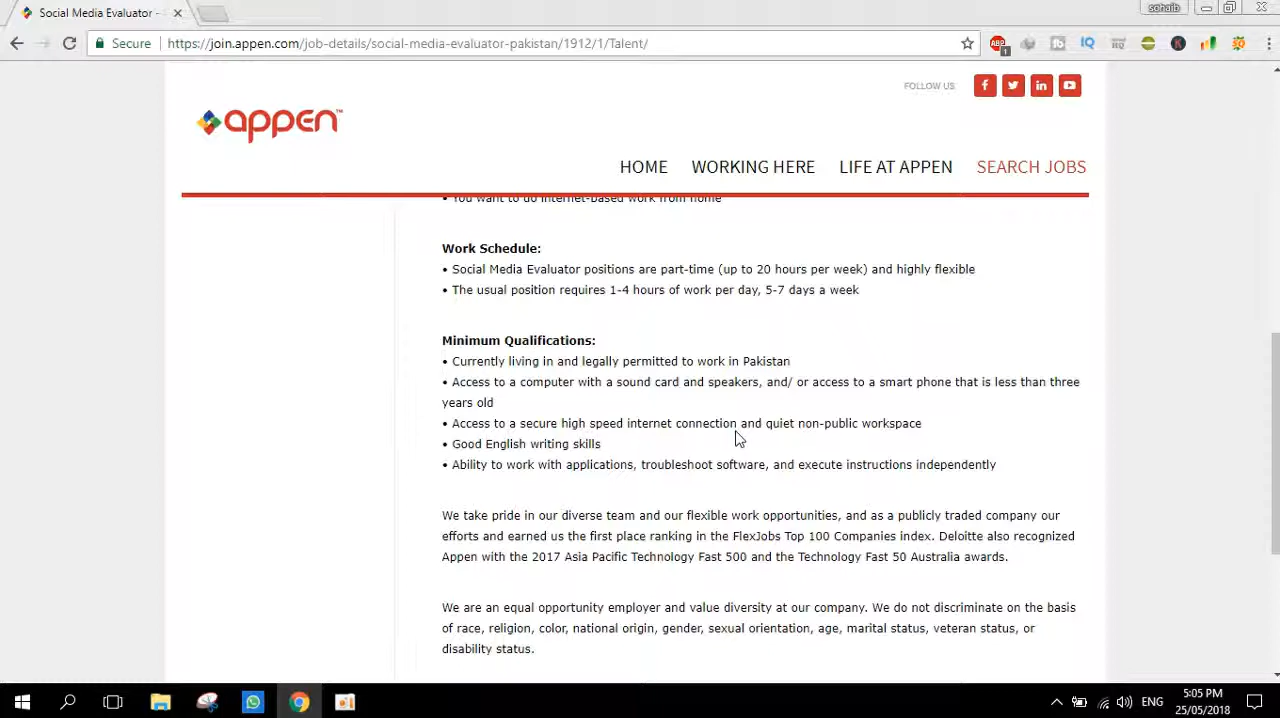 Social Media Evaluator -
sohaib
Secure
https://join.appen.com/job-details/social-media-evaluator-pakistan/1912/1/Talent/
ABP
1
fb
IQ
HQ
K
FOLLOW US
appen™
HOME WORKING HERE LIFE AT APPEN SEARCH JOBS
• You want to do internet-based work from home
Work Schedule:
• Social Media Evaluator positions are part-time (up to 20 hours per week) and highly flexible
• The usual position requires 1-4 hours of work per day, 5-7 days a week
Minimum Qualifications:
• Currently living in and legally permitted to work in Pakistan
• Access to a computer with a sound card and speakers, and/ or access to a smart phone that is less than three
years old
• Access to a secure high speed internet connection and quiet non-public workspace
• Good English writing skills
• Ability to work with applications, troubleshoot software, and execute instructions independently
We take pride in our diverse team and our flexible work opportunities, and as a publicly traded company our
efforts and earned us the first place ranking in the FlexJobs Top 100 Companies index. Deloitte also recognized
Appen with the 2017 Asia Pacific Technology Fast 500 and the Technology Fast 50 Australia awards.
We are an equal opportunity employer and value diversity at our company. We do not discriminate on the basis
of race, religion, color, national origin, gender, sexual orientation, age, marital status, veteran status, or
disability status.
ENG
5:05 PM
25/05/2018